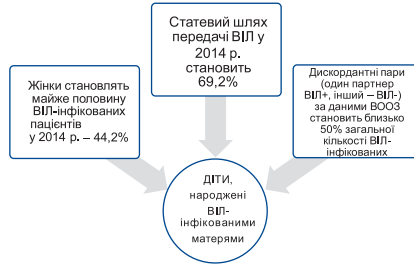 Жінки становлять
майже половину
ВІЛ-інфікованих
пацієнтів
у 2014 р. – 44,2%
Статевий шлях
передачі ВІЛ у
2014 р.
становить
69,2%
Дискордантні пари
(один партнер
ВІЛ+, інший – ВІЛ-)
за даними ВООЗ
становить близько
50% загальної
кількості ВІЛ-
інфікованих
ДІТИ,
народжені
ВІЛ-
інфікованими
матерями